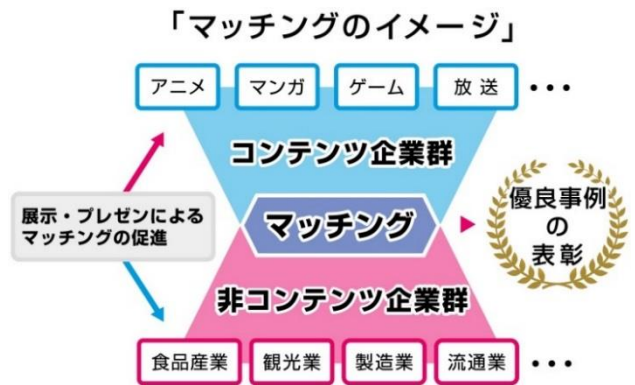 「マッチングのイメージ」
アニメ
マンガ
ゲーム
放送
･･･
コンテンツ企業群
展示・プレゼンによる
マッチングの促進
マッチング
優良事例
の
表彰
非コンテンツ企業群
食品産業
観光業
製造業
流通業
･･･